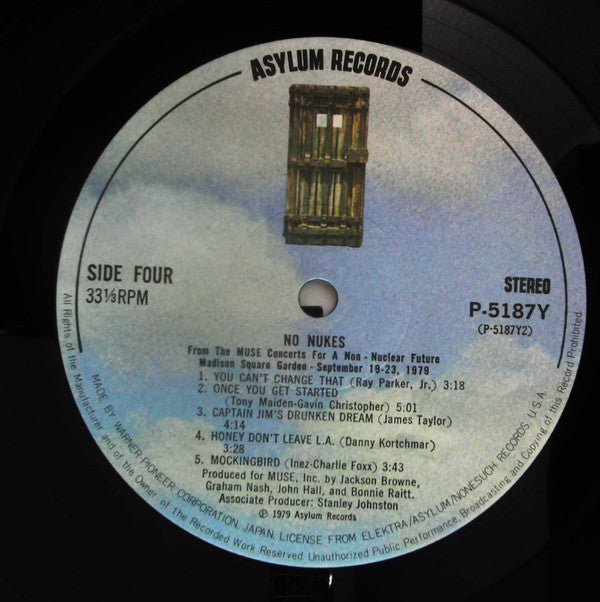 ASYLUM RECORDS
SIDE FOUR
33⅓RPM
STEREO
P-5187Y
(P-5187Y2)
NO NUKES
From The MUSE Concerts For A Non - Nuclear Future
Madison Square Garden - September 19-23, 1979
1. YOU CAN'T CHANGE THAT (Ray Parker, Jr.) 3:18
2. ONCE YOU GET STARTED
(Tony Maiden-Gavin Christopher) 5:01
3. CAPTAIN JIM'S DRUNKEN DREAM (James Taylor)
4:14
4. HONEY DON'T LEAVE L.A. (Danny Kortchmar)
3:28
5. MOCKINGBIRD (Inez-Charlie Foxx) 3:43
Produced for MUSE, Inc. by Jackson Browne,
Graham Nash, John Hall, and Bonnie Raitt.
Associate Producer: Stanley Johnston
℗ 1979 Asylum Records
MADE BY WARNER-PIONEER CORPORATION, JAPAN, LICENSE FROM ELEKTRA/ASYLUM/NONESUCH RECORDS, U.S.A.
All Rights of the Manufacturer and of the Owner of the Recorded Work Reserved Unauthorized Public Performance, Broadcasting and Copying of this Record Prohibited.